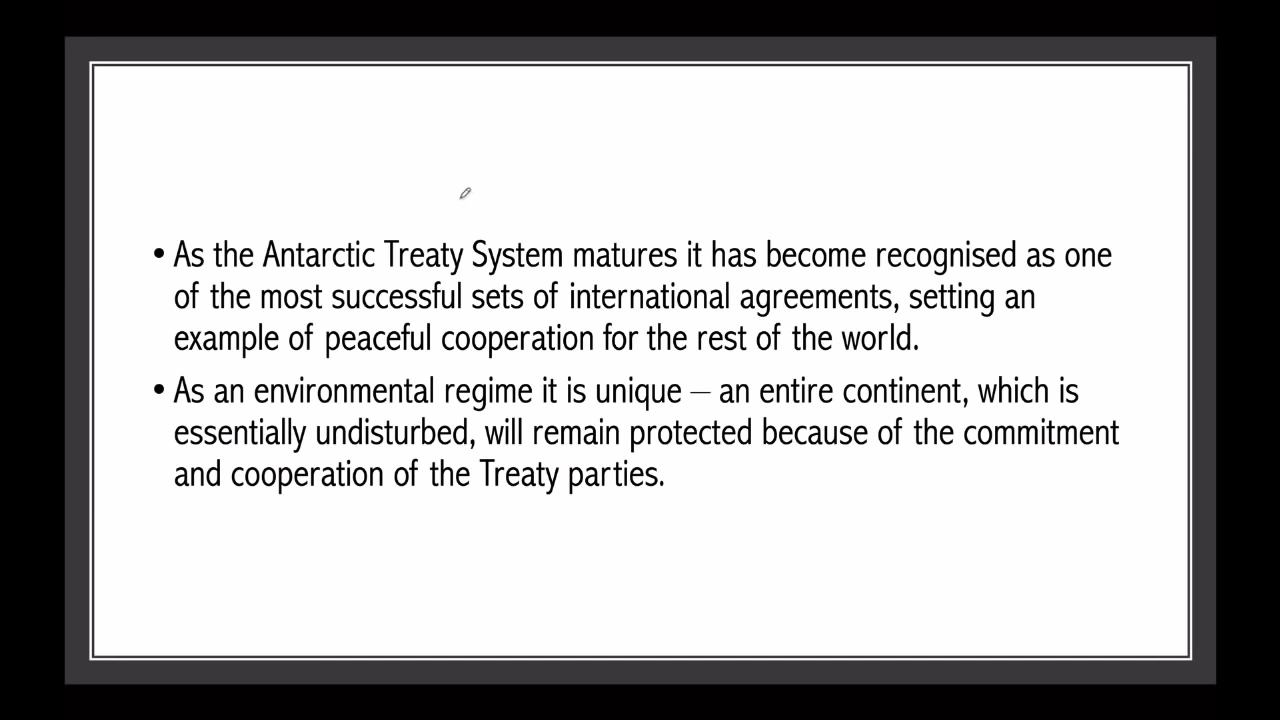 • As the Antarctic Treaty System matures it has become recognised as one
of the most successful sets of international agreements, setting an
example of peaceful cooperation for the rest of the world.
• As an environmental regime it is unique – an entire continent, which is
essentially undisturbed, will remain protected because of the commitment
and cooperation of the Treaty parties.